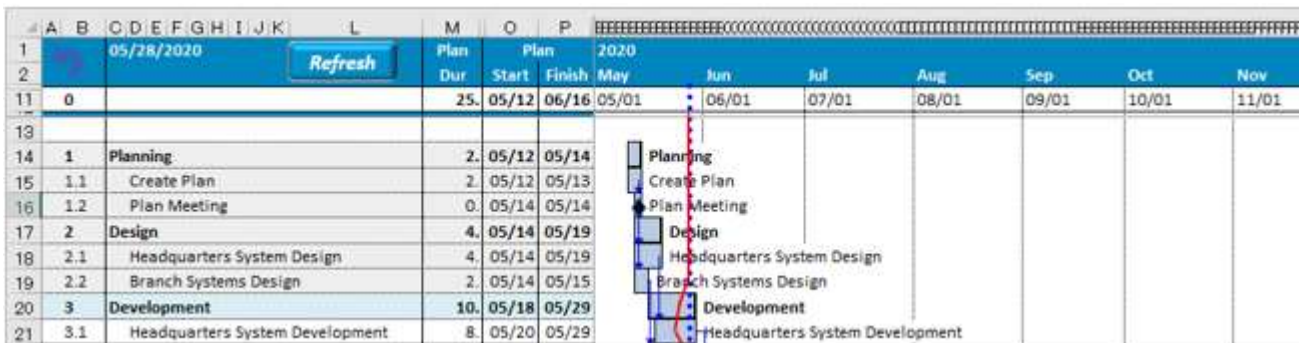 A B C D E F G H I J K L M O P
1 05/28/2020 Refresh Plan Plan 2020
2 Dur Start Finish May Jun Jul Aug Sep Oct Nov
11 0 25. 05/12 06/16 05/01 06/01 07/01 08/01 09/01 10/01 11/01
13
14 1 Planning 2. 05/12 05/14 Planning
15 1.1 Create Plan 2. 05/12 05/13 Create Plan
16 1.2 Plan Meeting 0. 05/14 05/14 Plan Meeting
17 2 Design 4. 05/14 05/19 Design
18 2.1 Headquarters System Design 4. 05/14 05/19 Headquarters System Design
19 2.2 Branch Systems Design 2. 05/14 05/15 Branch Systems Design
20 3 Development 10. 05/18 05/29 Development
21 3.1 Headquarters System Development 8. 05/20 05/29 Headquarters System Development